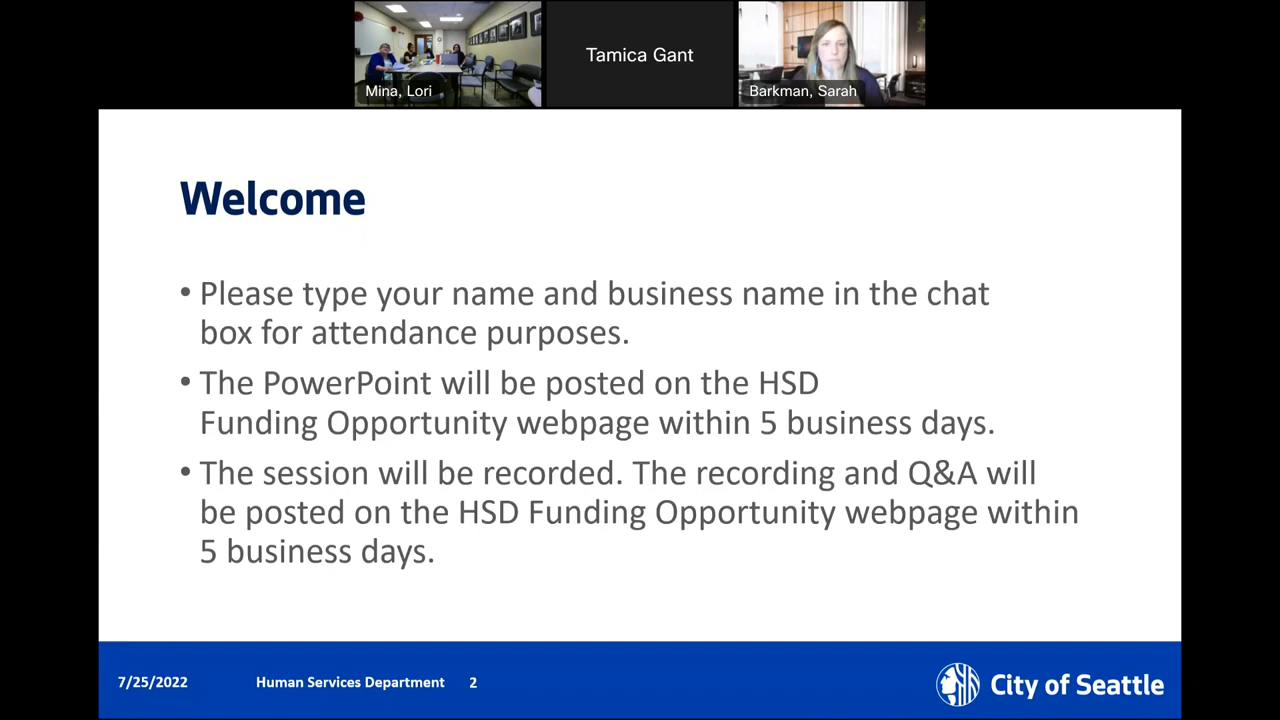 Mina, Lori
Tamica Gant
Barkman, Sarah
Welcome
• Please type your name and business name in the chat
box for attendance purposes.
• The PowerPoint will be posted on the HSD
Funding Opportunity webpage within 5 business days.
• The session will be recorded. The recording and Q&A will
be posted on the HSD Funding Opportunity webpage within
5 business days.
7/25/2022 Human Services Department 2 City of Seattle